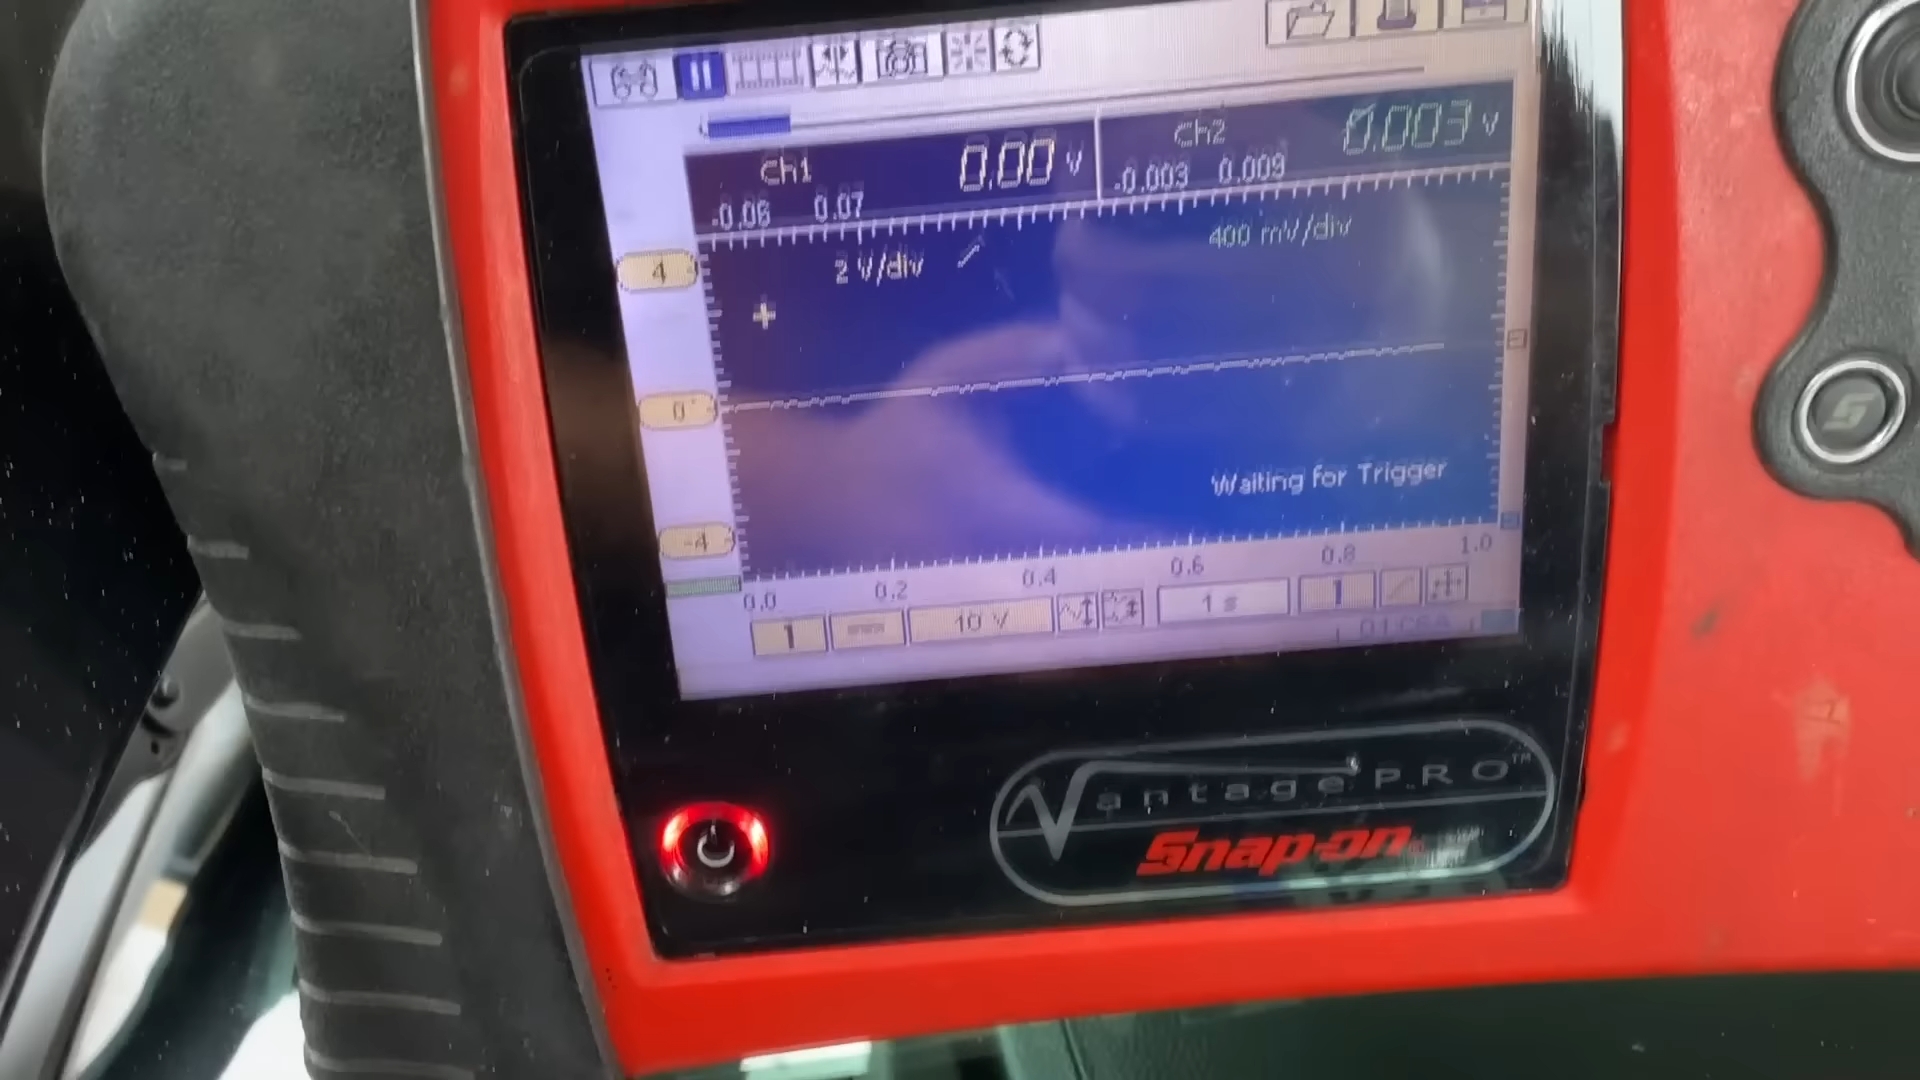 Ch1 0.00 V
-0.06 0.07
Ch2 0.003 V
-0.003 0.009
2 V/div
400 mV/div
4
0
-4
Waiting for Trigger
0.0 0.2 0.4 0.6 0.8 1.0
1 10 V 1 s 1
Vantage PRO™
Snap-on